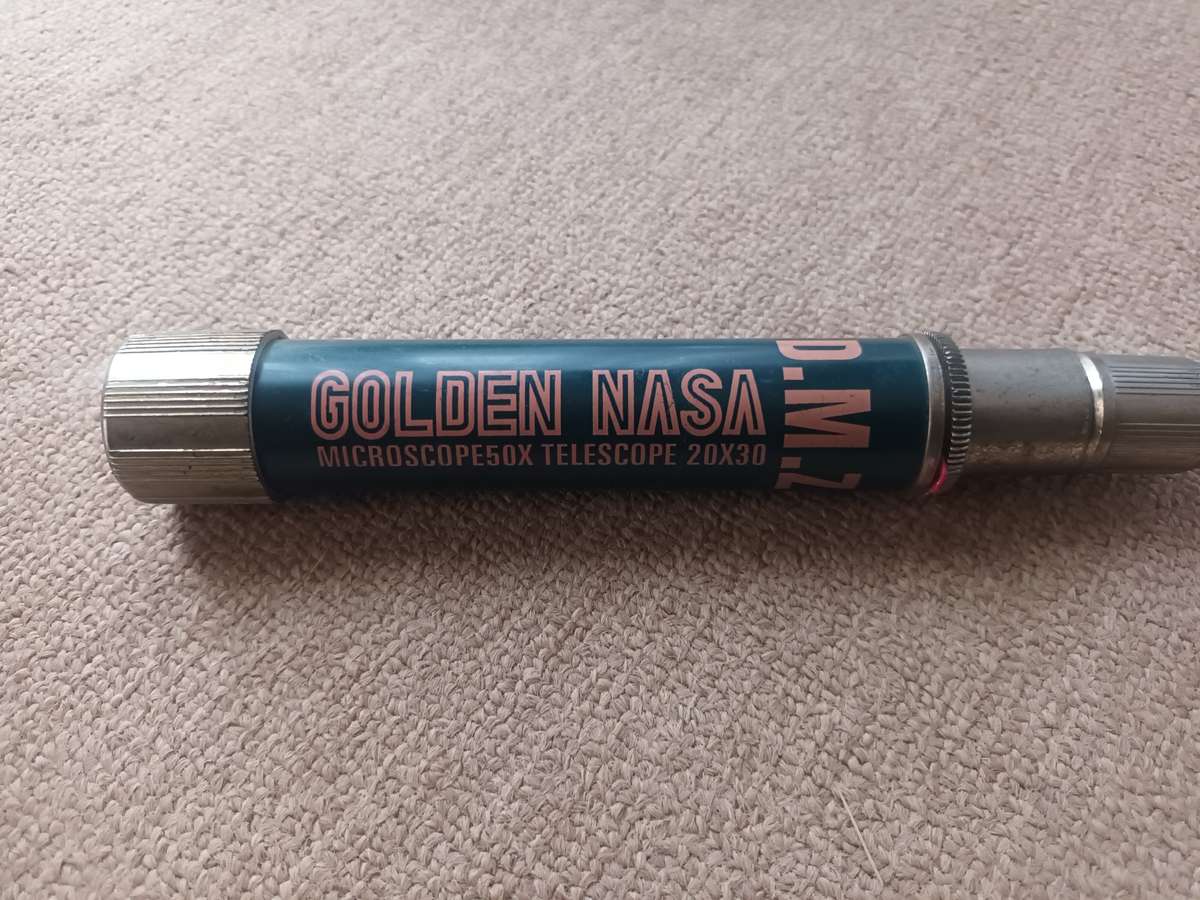 GOLDEN NASA
MICROSCOPE50X TELESCOPE 20X30
D.M.Z